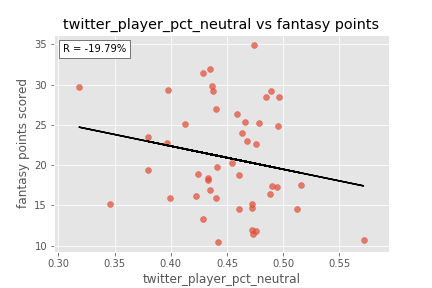 twitter_player_pct_neutral vs fantasy points
R = -19.79%
35
30
25
20
15
10
fantasy points scored
0.30 0.35 0.40 0.45 0.50 0.55
twitter_player_pct_neutral